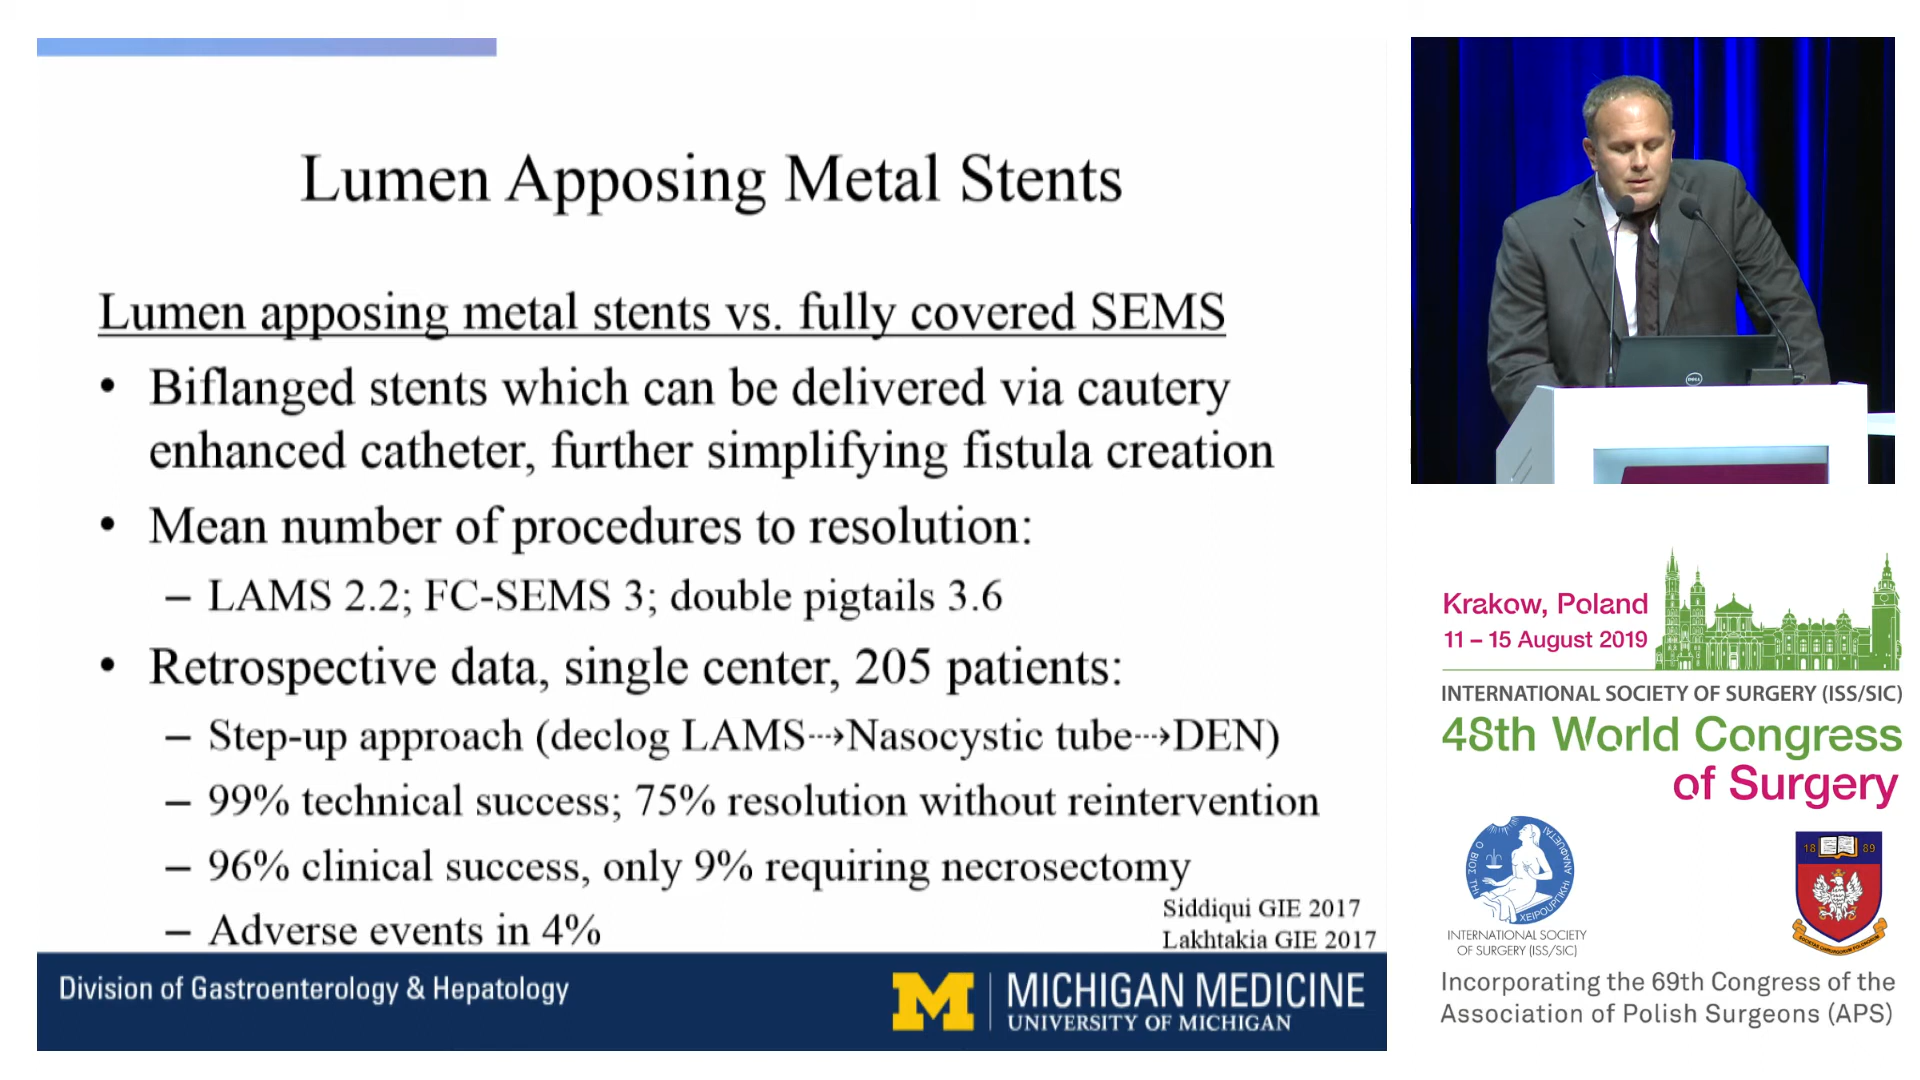 Lumen Apposing Metal Stents
Lumen apposing metal stents vs. fully covered SEMS
• Biflanged stents which can be delivered via cautery
enhanced catheter, further simplifying fistula creation
• Mean number of procedures to resolution:
– LAMS 2.2; FC-SEMS 3; double pigtails 3.6
• Retrospective data, single center, 205 patients:
– Step-up approach (declog LAMS⇢Nasocystic tube⇢DEN)
– 99% technical success; 75% resolution without reintervention
– 96% clinical success, only 9% requiring necrosectomy
– Adverse events in 4%
Siddiqui GIE 2017
Lakhtakia GIE 2017
Division of Gastroenterology & Hepatology
M
MICHIGAN MEDICINE
UNIVERSITY OF MICHIGAN
DELL
Krakow, Poland
11 – 15 August 2019
INTERNATIONAL SOCIETY OF SURGERY (ISS/SIC)
48th World Congress
of Surgery
Ο ΒΙΟΣ ΤΗΙ ΧΕΙΡΟΥΡΓΙΚΗΙ ΑΝΑΦΕΤΑΙ
INTERNATIONAL SOCIETY
OF SURGERY (ISS/SIC)
18 89
Incorporating the 69th Congress of the
Association of Polish Surgeons (APS)